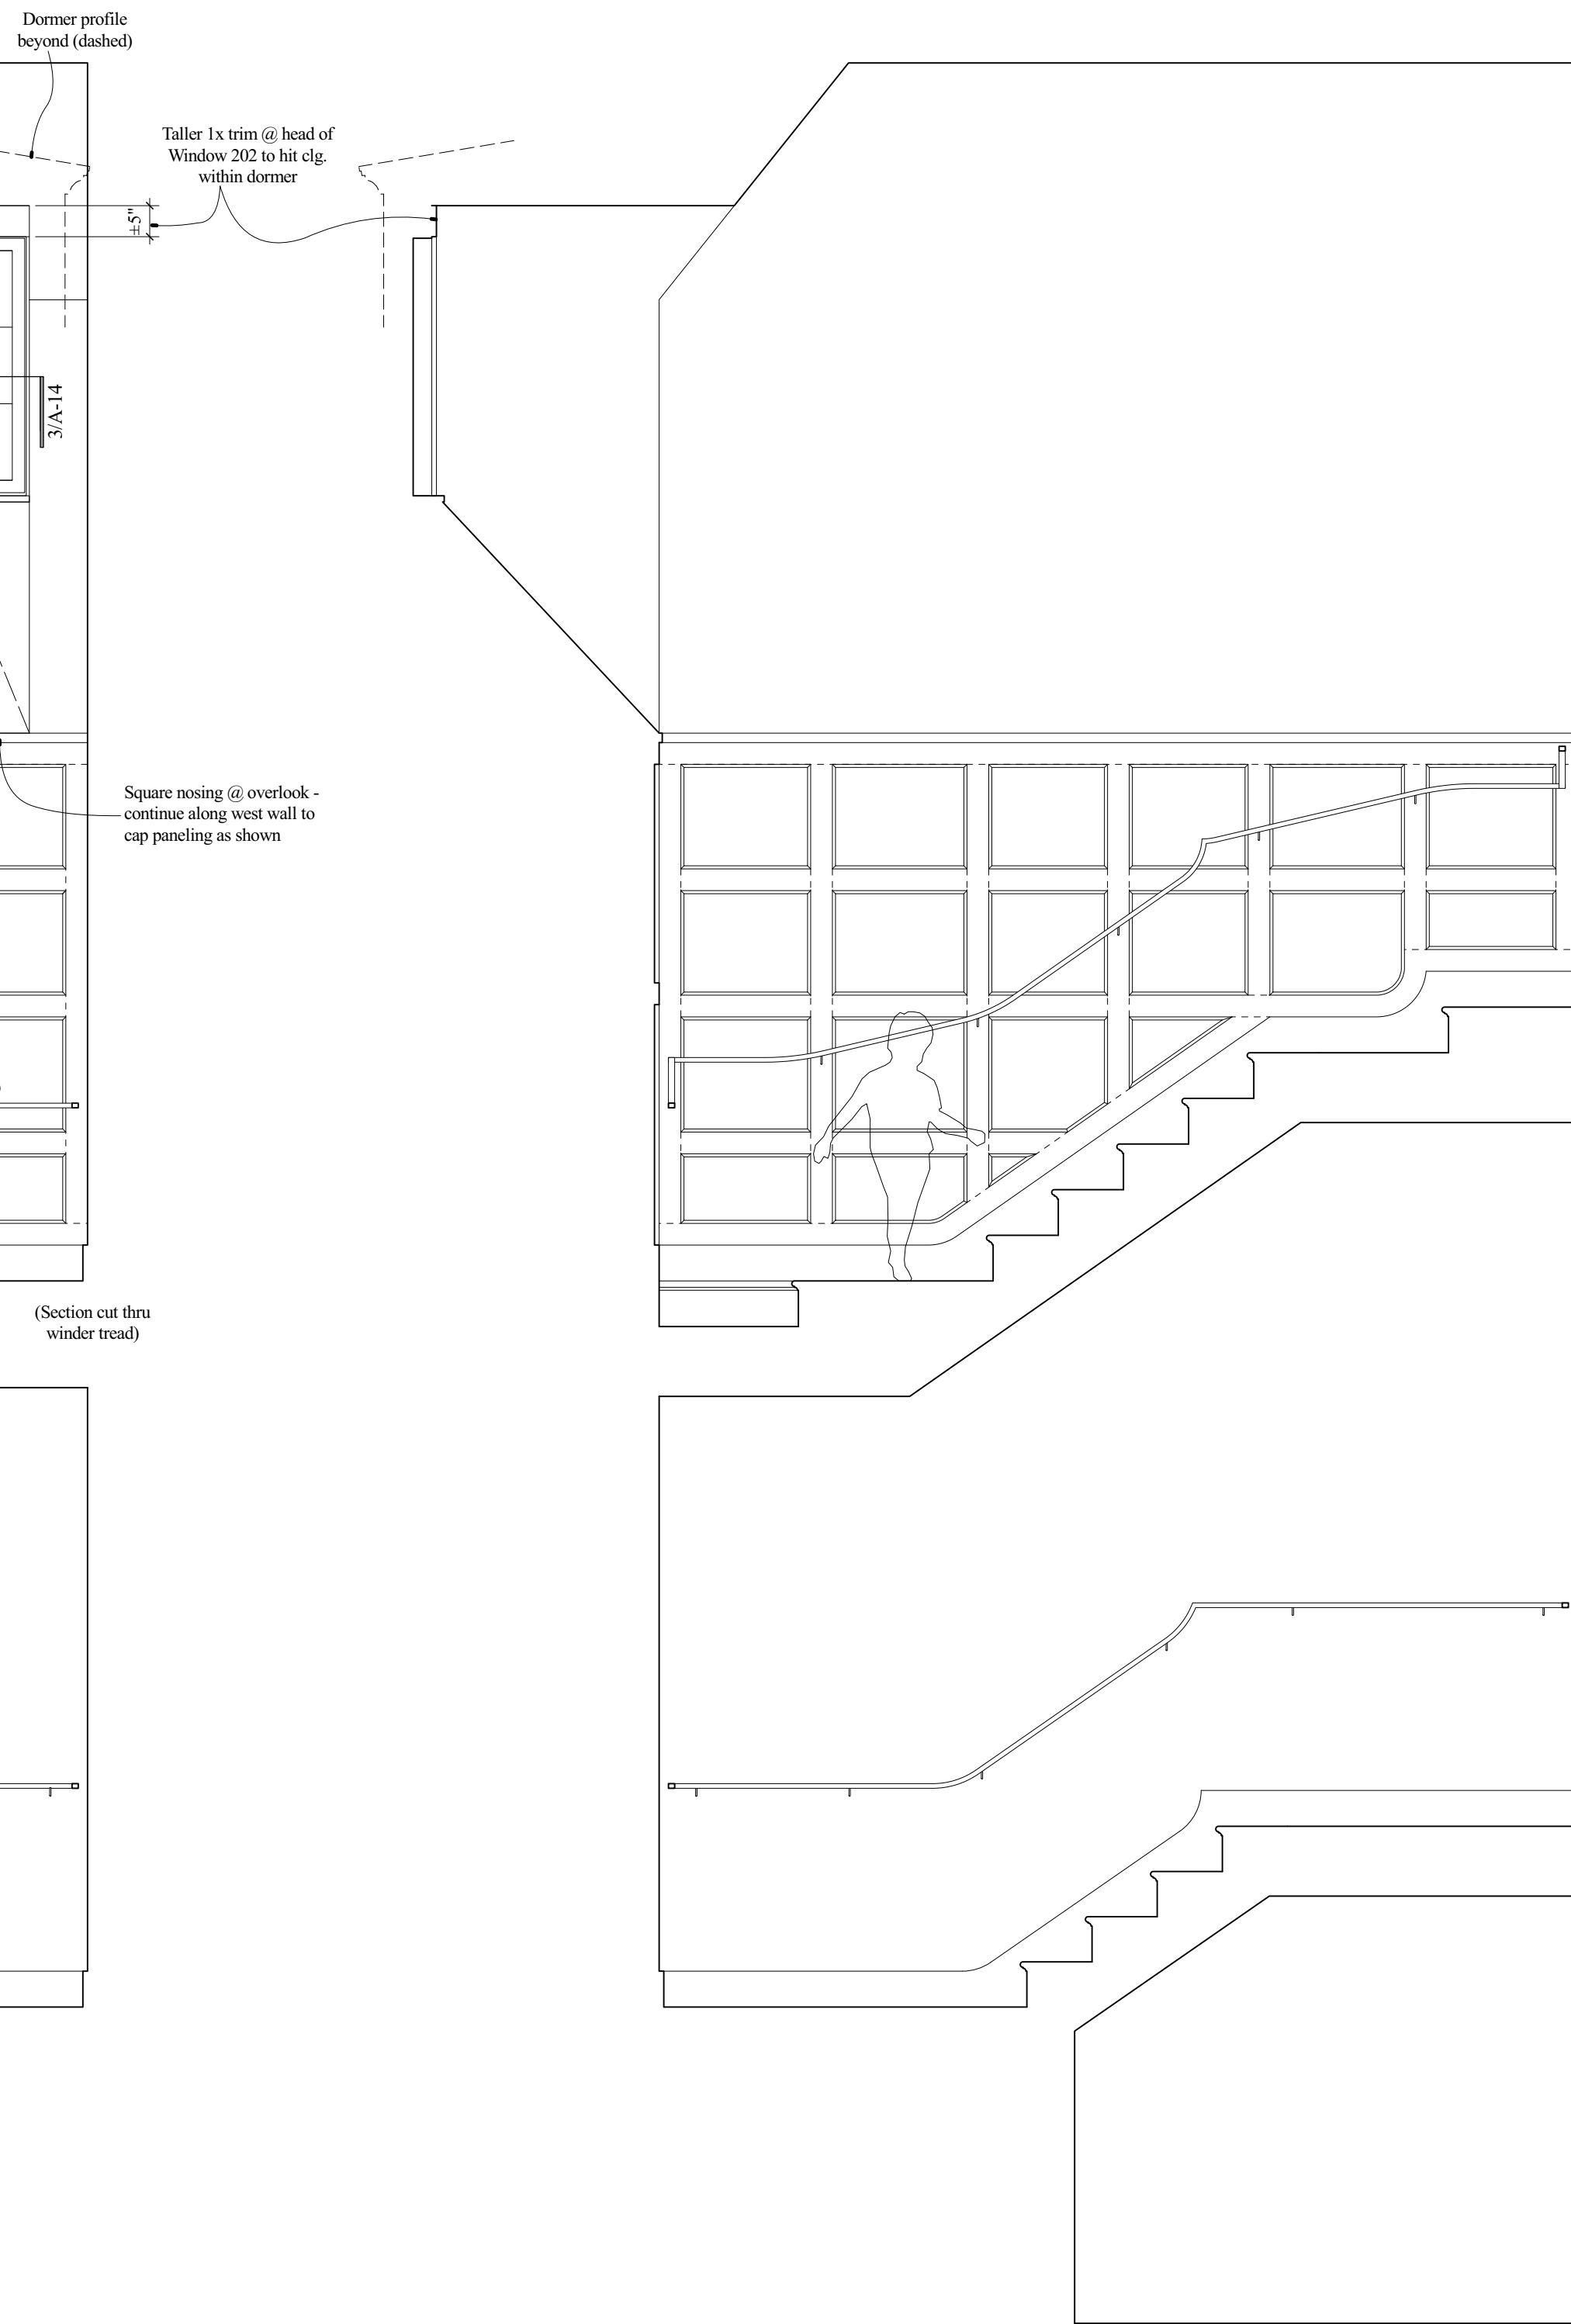 Dormer profile
beyond (dashed)
Taller 1x trim @ head of
Window 202 to hit clg.
within dormer
±5"
3/A-14
Square nosing @ overlook -
continue along west wall to
cap paneling as shown
(Section cut thru
winder tread)